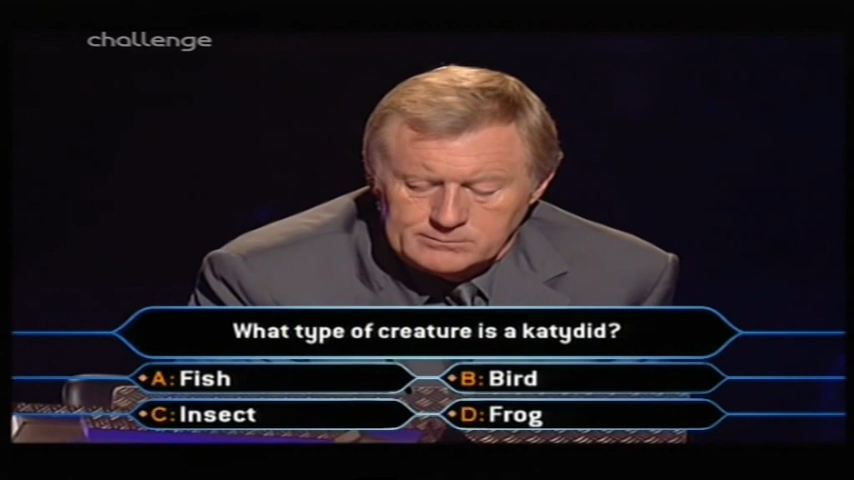 challenge
What type of creature is a katydid?
A: Fish
B: Bird
C: Insect
D: Frog